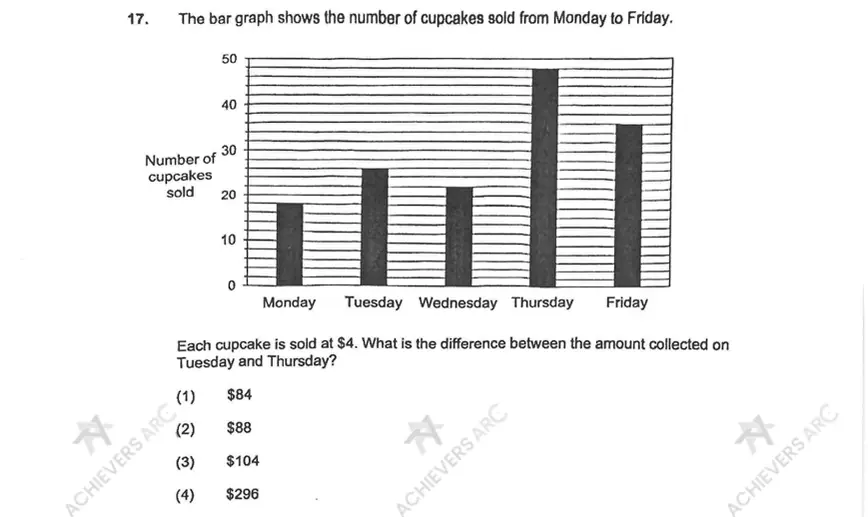 17. The bar graph shows the number of cupcakes sold from Monday to Friday.
50
40
30
Number of
cupcakes
sold
20
10
0
Monday Tuesday Wednesday Thursday Friday
Each cupcake is sold at $4. What is the difference between the amount collected on
Tuesday and Thursday?
(1) $84
(2) $88
(3) $104
(4) $296
ACHIEVERS ARC
ACHIEVERS ARC
ACHIEVERS ARC